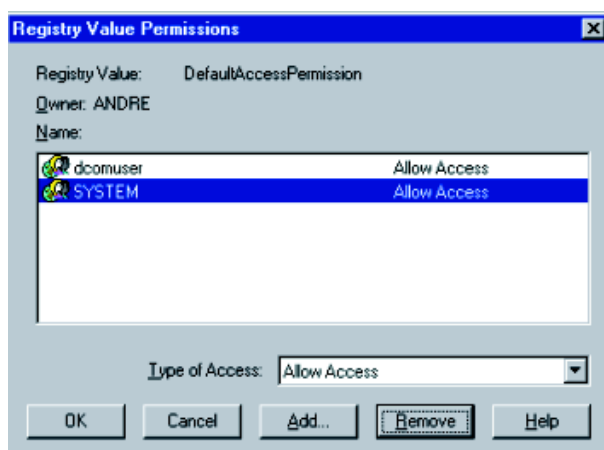 Registry Value Permissions
Registry Value: DefaultAccessPermission
Owner: ANDRE
Name:
dcomuser Allow Access
SYSTEM Allow Access
Type of Access: Allow Access
OK Cancel Add... Remove Help